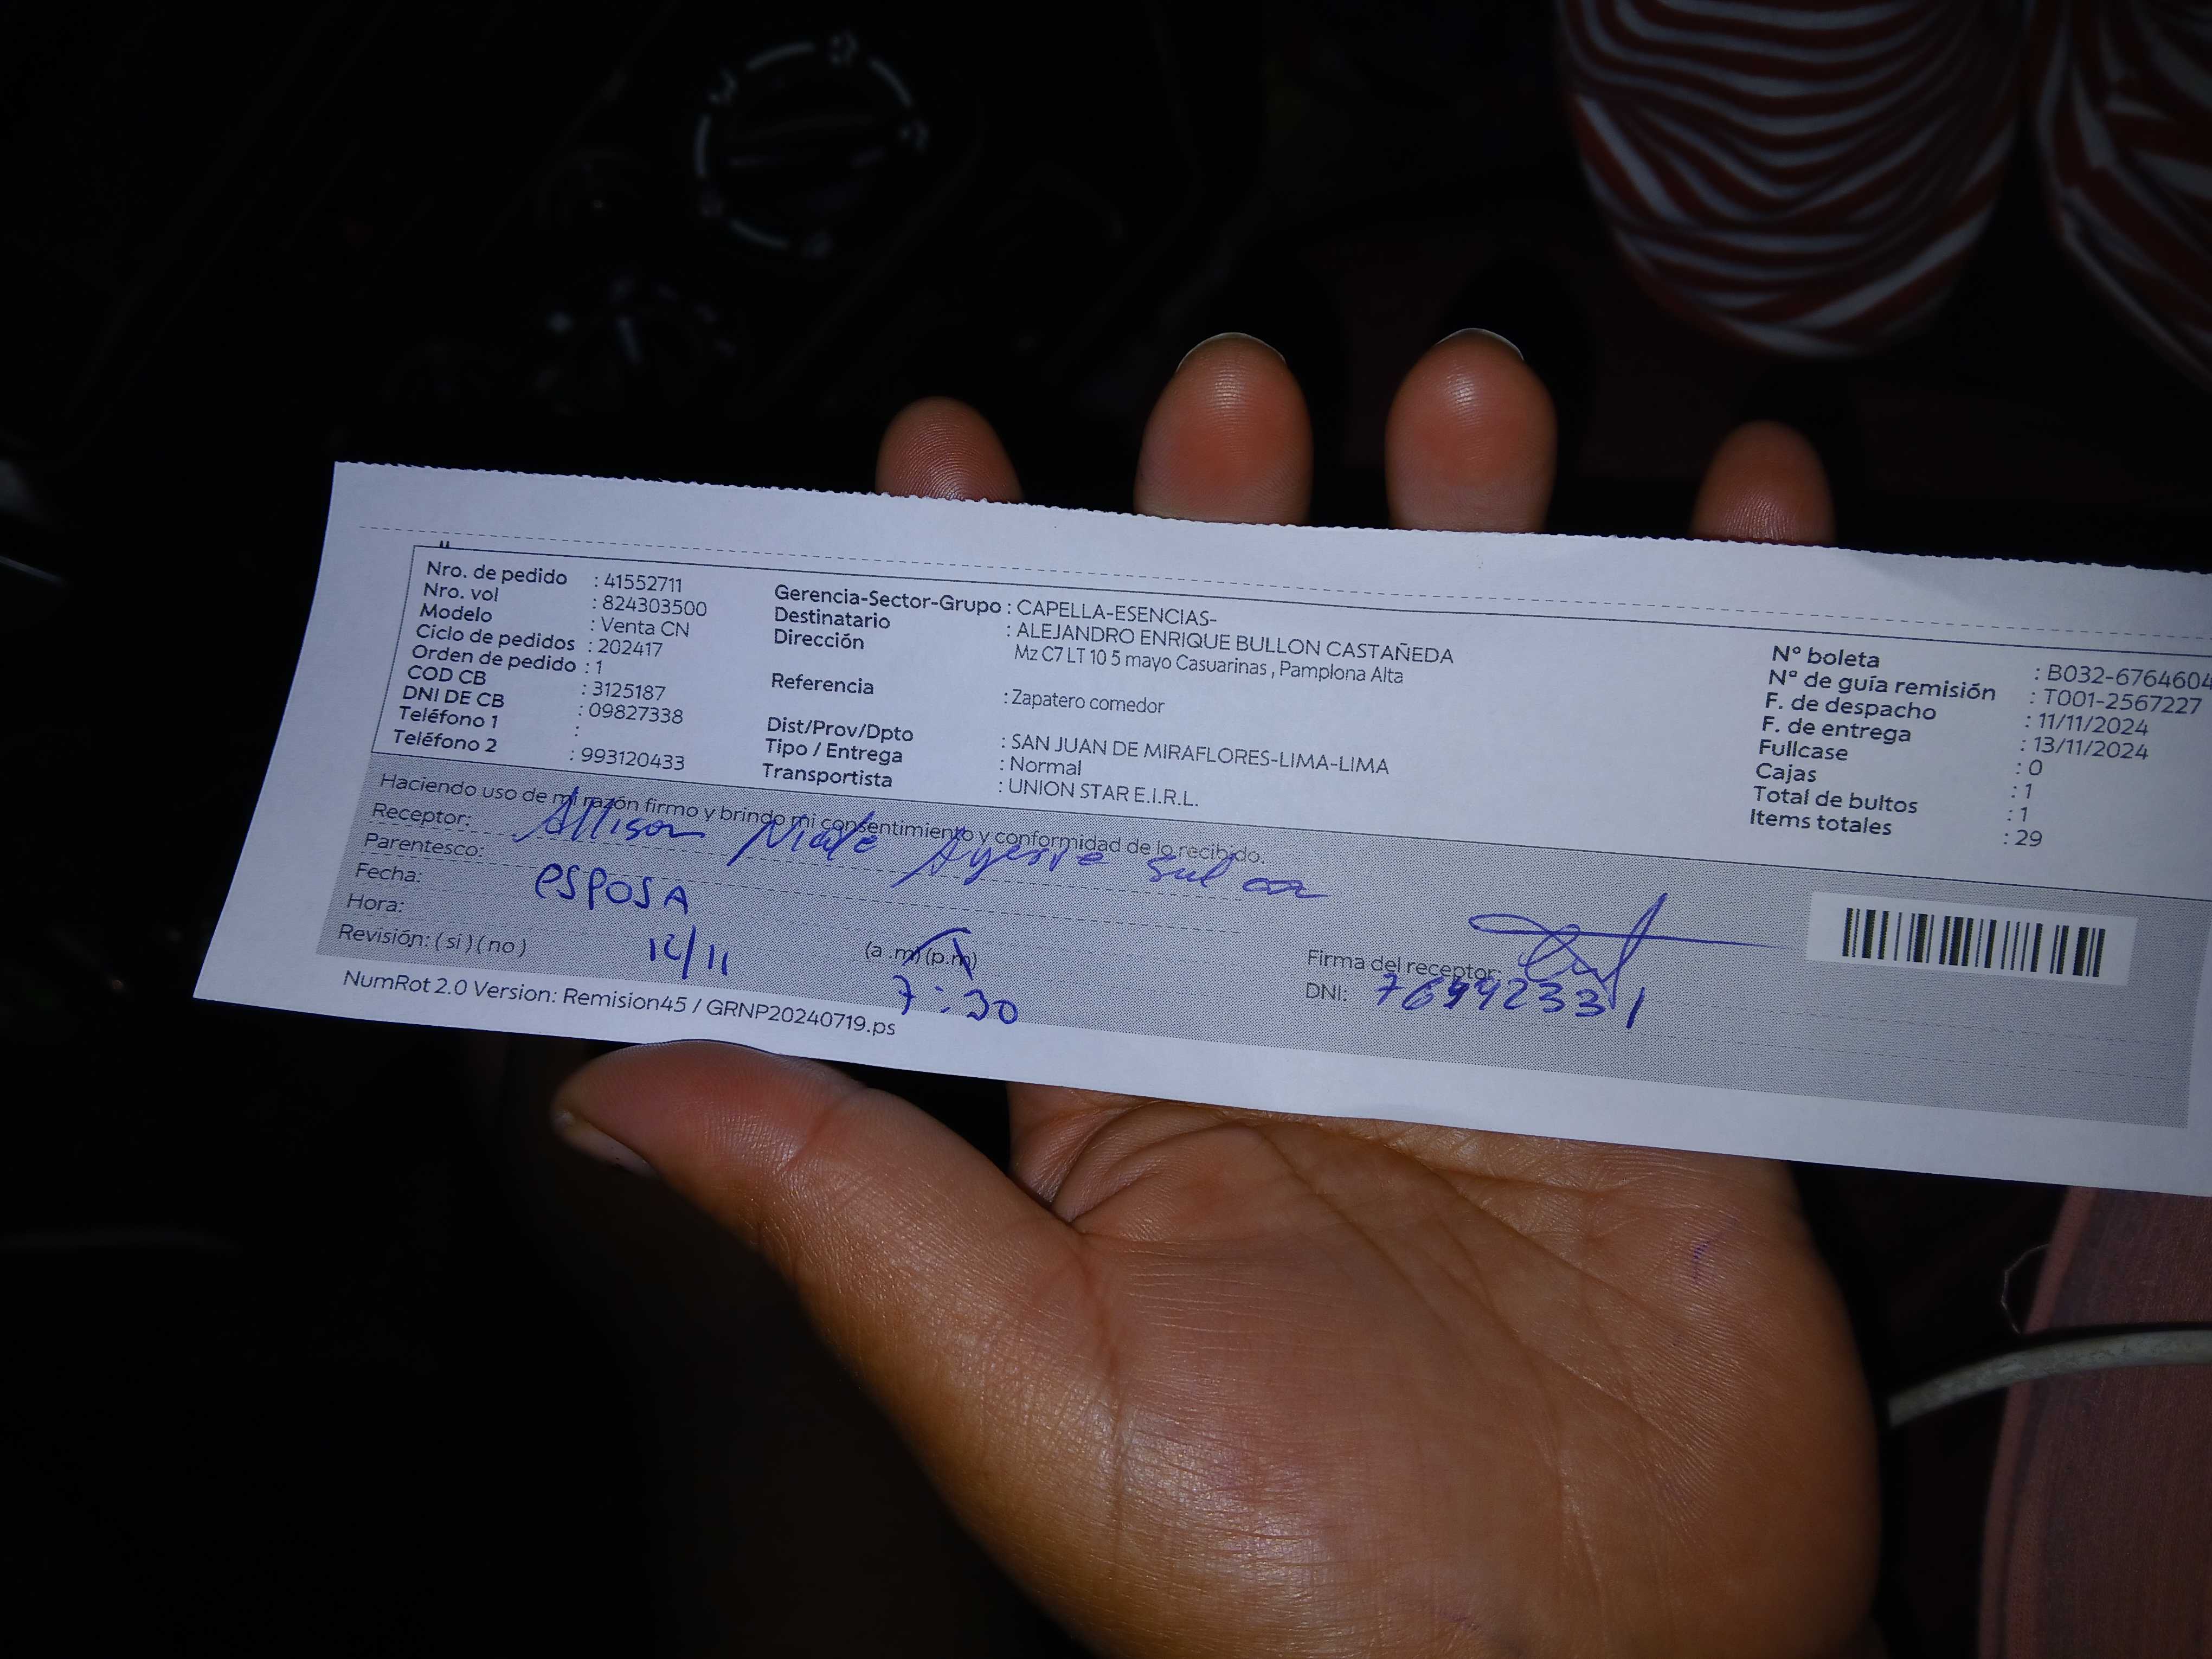 Nro. de pedido : 41552711
Nro. vol : 824303500
Modelo : Venta CN
Ciclo de pedidos : 202417
Orden de pedido : 1
COD CB : 3125187
DNI DE CB : 09827338
Teléfono 1 :
Teléfono 2 : 993120433
Gerencia-Sector-Grupo : CAPELLA-ESENCIAS-
Destinatario : ALEJANDRO ENRIQUE BULLON CASTAÑEDA
Dirección Mz C7 LT 10 5 mayo Casuarinas , Pamplona Alta
Referencia : Zapatero comedor
Dist/Prov/Dpto : SAN JUAN DE MIRAFLORES-LIMA-LIMA
Tipo / Entrega : Normal
Transportista : UNION STAR E.I.R.L.
N° boleta : B032-6764604
N° de guía remisión : T001-2567227
F. de despacho : 11/11/2024
F. de entrega : 13/11/2024
Fullcase : 0
Cajas : 1
Total de bultos : 1
Items totales : 29
Haciendo uso de mi razón firmo y brindo mi consentimiento y conformidad de lo recibido.
Receptor: Allison
Parentesco: esposa
Fecha: 12/11
Hora: (a .m) (p.m) 7:30
Revisión: ( si ) ( no )
Firma del receptor:
DNI:
NumRot 2.0 Version: Remision45 / GRNP20240719.ps